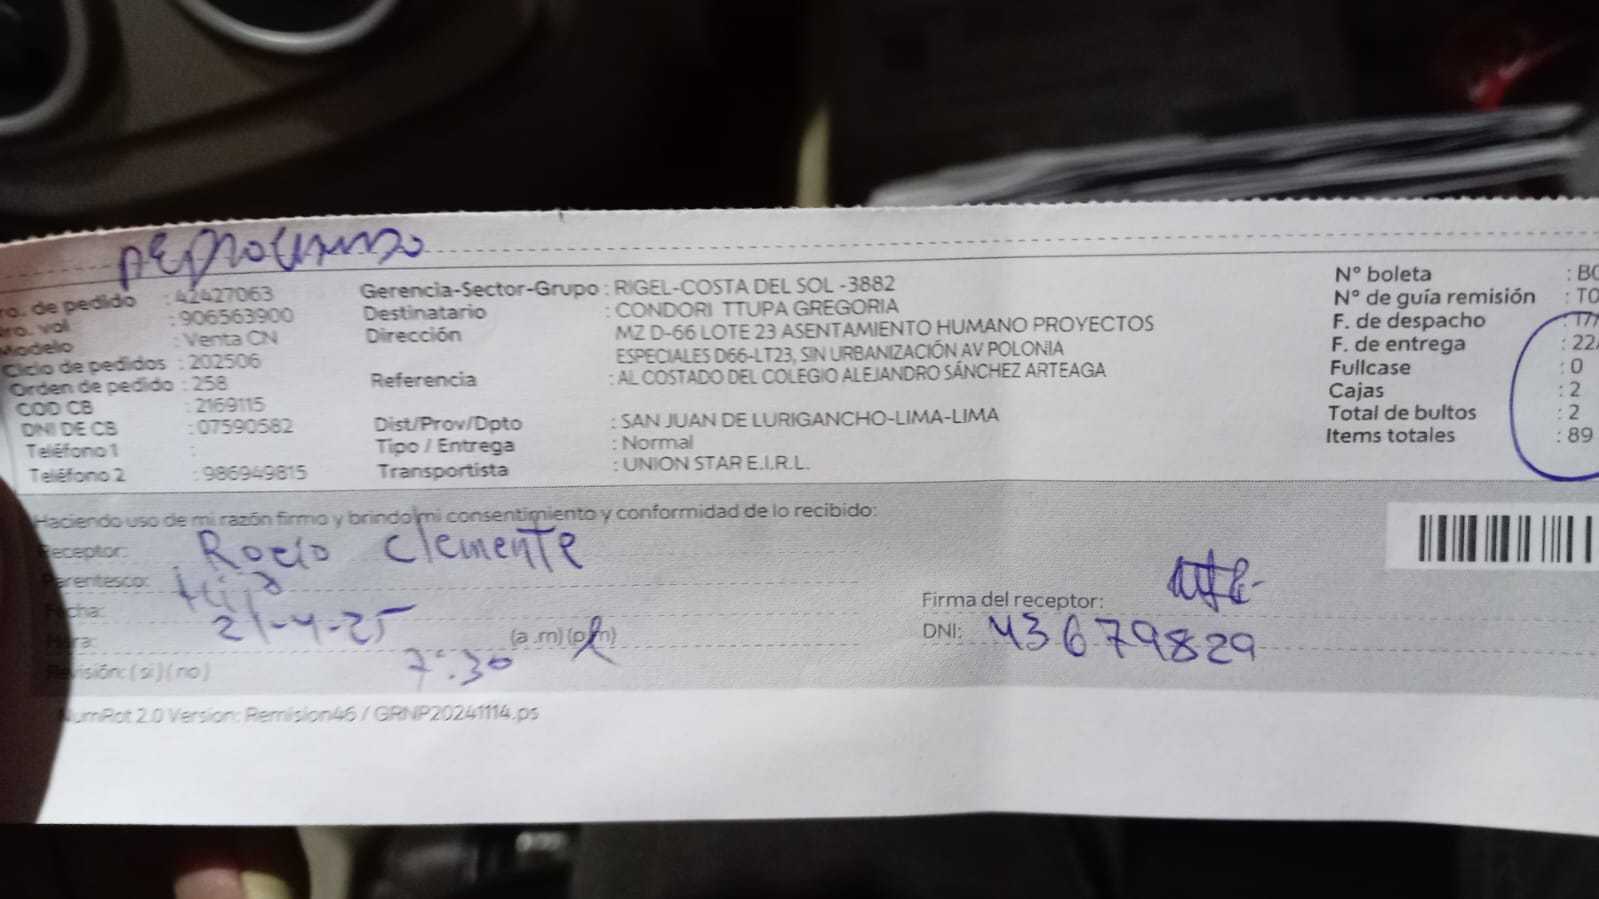 ro. de pedido : 42427063
ro. vol : 906563900
Modelo : Venta CN
Ciclo de pedidos : 202506
Orden de pedido : 258
COD CB : 2169115
DNI DE CB : 07590582
Teléfono 1 :
Teléfono 2 : 986949815
Gerencia-Sector-Grupo : RIGEL-COSTA DEL SOL -3882
Destinatario : CONDORI TTUPA GREGORIA
Dirección MZ D-66 LOTE 23 ASENTAMIENTO HUMANO PROYECTOS
ESPECIALES D66-LT23, SIN URBANIZACIÓN AV POLONIA
Referencia : AL COSTADO DEL COLEGIO ALEJANDRO SÁNCHEZ ARTEAGA
Dist/Prov/Dpto : SAN JUAN DE LURIGANCHO-LIMA-LIMA
Tipo / Entrega : Normal
Transportista : UNION STAR E.I.R.L.
N° boleta : BO
N° de guía remisión : TO
F. de despacho : 17/
F. de entrega : 22/
Fullcase : 0
Cajas : 2
Total de bultos : 2
Items totales : 89
Haciendo uso de mi razón firmo y brindo mi consentimiento y conformidad de lo recibido:
Receptor: Rocio Clemente
Parentesco: Hija
Fecha: 21-4-25
Hora: 7:30 (a .m) (p.m)
Revisión: ( si ) ( no )
Firma del receptor:
DNI: 43679829
NumRot 2.0 Version: Remision46 / GRNP20241114.ps